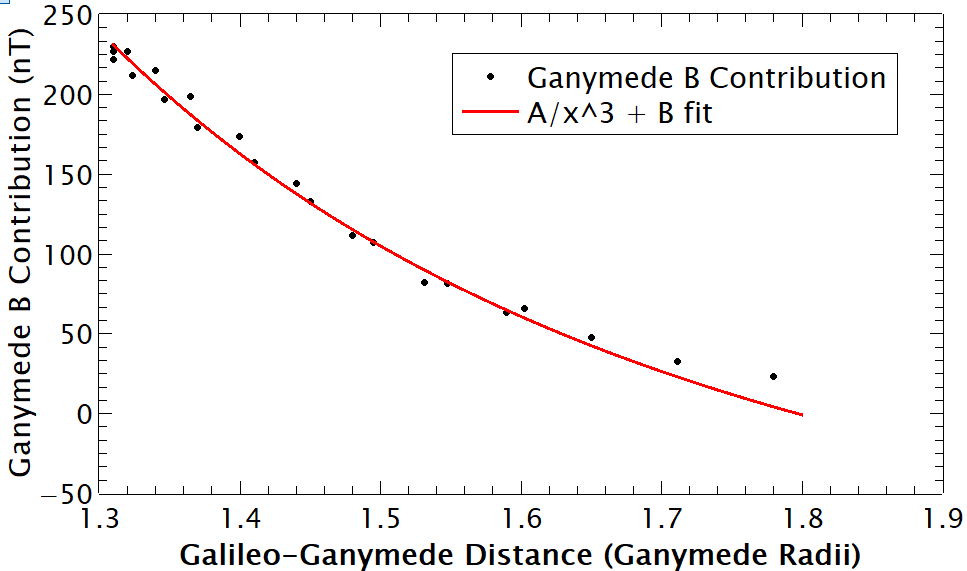 250
200
150
100
50
0
−50
Ganymede B Contribution (nT)
Ganymede B Contribution
A/x^3 + B fit
1.3 1.4 1.5 1.6 1.7 1.8 1.9
Galileo-Ganymede Distance (Ganymede Radii)